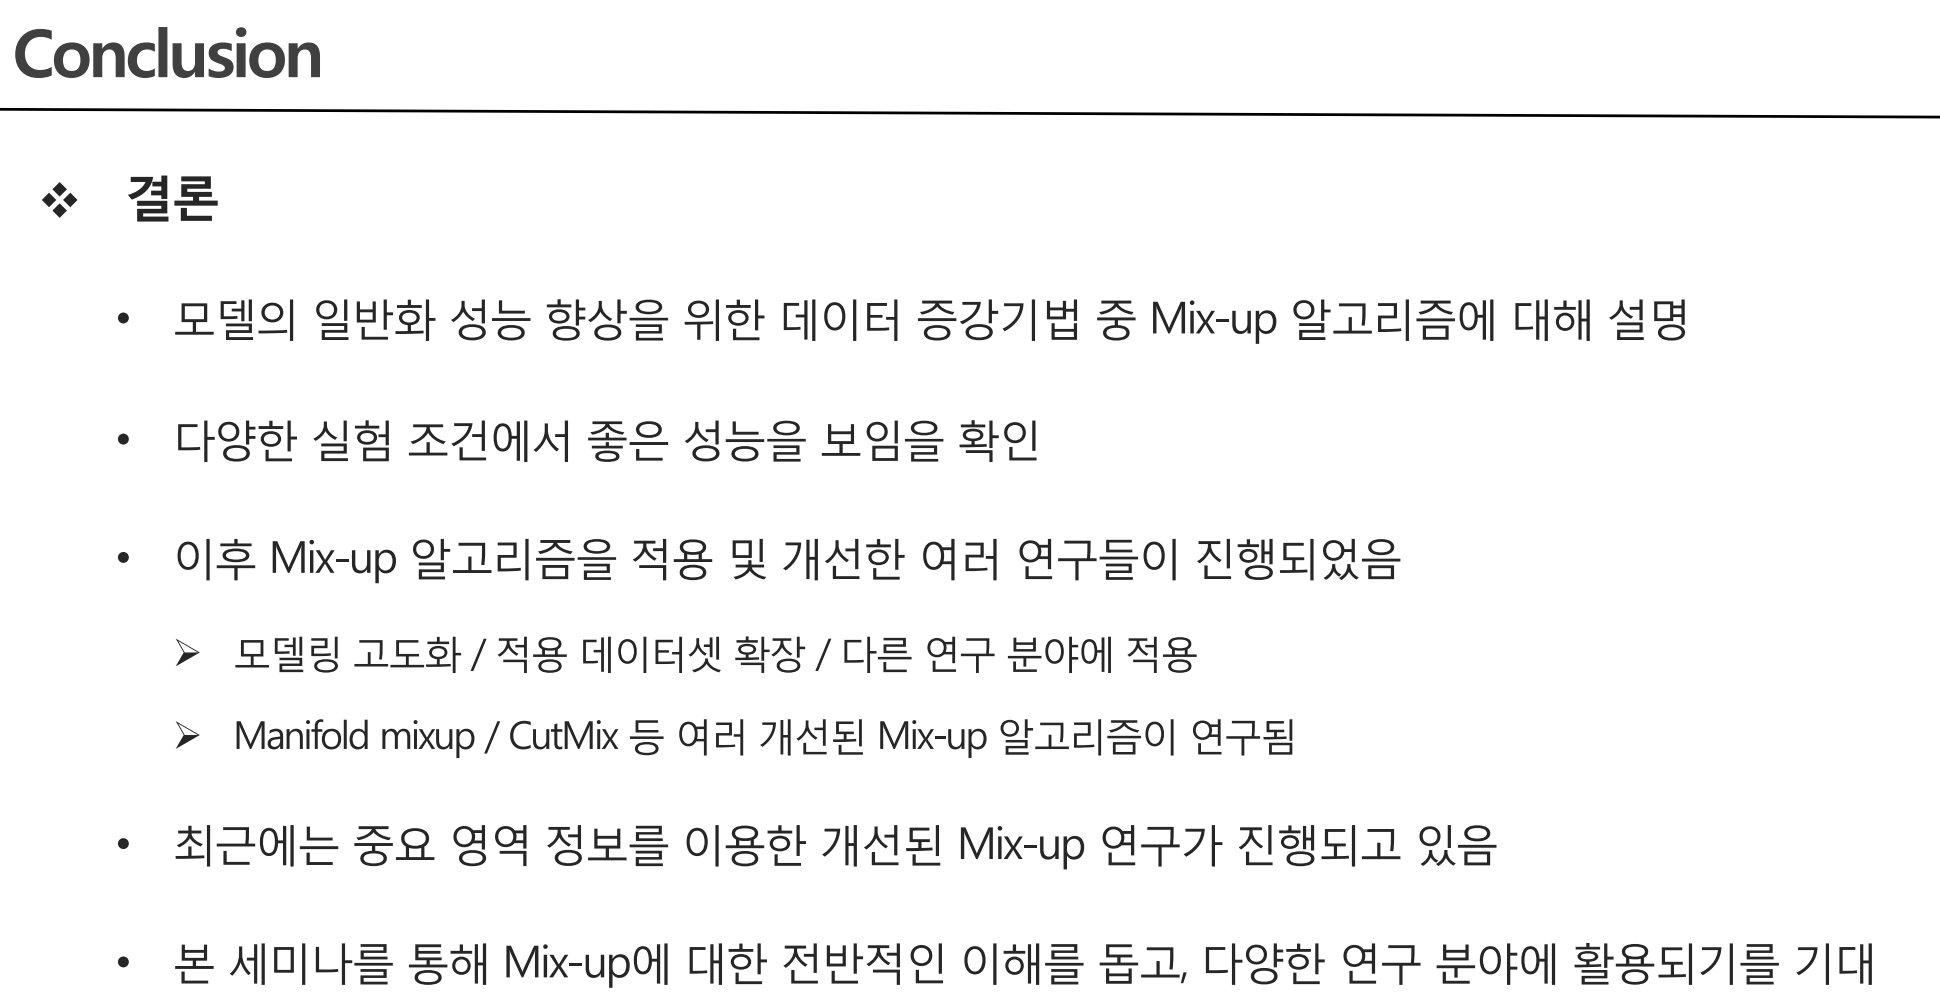 Conclusion
❖ 결론
• 모델의 일반화 성능 향상을 위한 데이터 증강기법 중 Mix-up 알고리즘에 대해 설명
• 다양한 실험 조건에서 좋은 성능을 보임을 확인
• 이후 Mix-up 알고리즘을 적용 및 개선한 여러 연구들이 진행되었음
➢ 모델링 고도화 / 적용 데이터셋 확장 / 다른 연구 분야에 적용
➢ Manifold mixup / CutMix 등 여러 개선된 Mix-up 알고리즘이 연구됨
• 최근에는 중요 영역 정보를 이용한 개선된 Mix-up 연구가 진행되고 있음
• 본 세미나를 통해 Mix-up에 대한 전반적인 이해를 돕고, 다양한 연구 분야에 활용되기를 기대